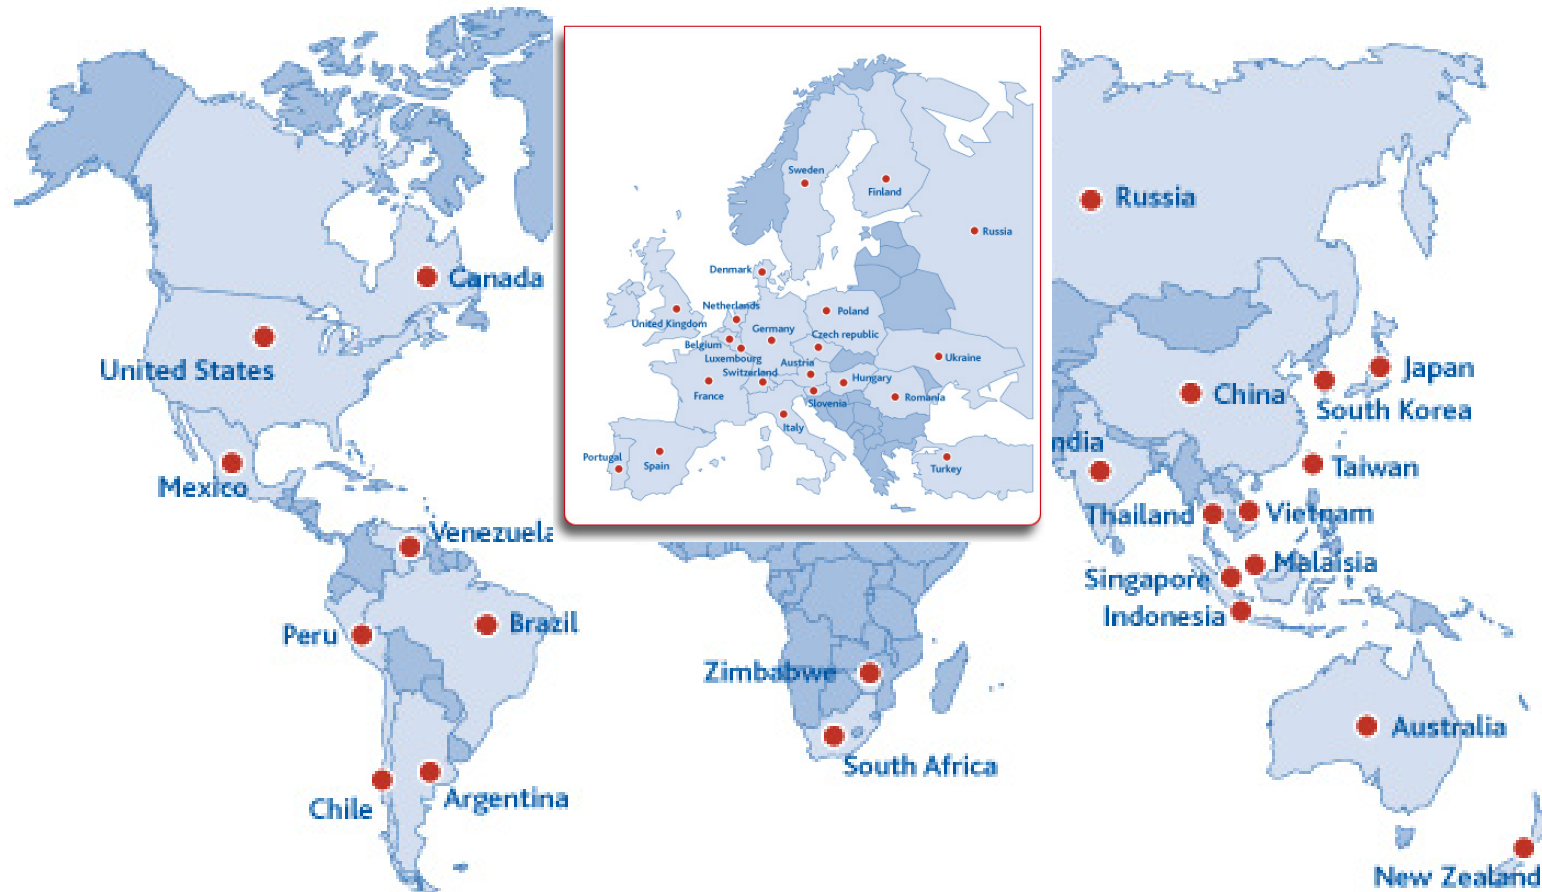 Canada
United States
Mexico
Venezuela
Peru
Brazil
Chile
Argentina
Sweden
Finland
Russia
Denmark
Netherlands
Poland
United Kingdom
Germany
Czech republic
Belgium
Luxembourg
Austria
Ukraine
Switzerland
Hungary
France
Slovenia
Romania
Italy
Portugal
Spain
Turkey
Zimbabwe
South Africa
Russia
Japan
China
South Korea
ndia
Taiwan
Thailand
Vietnam
Malaisia
Singapore
Indonesia
Australia
New Zealand